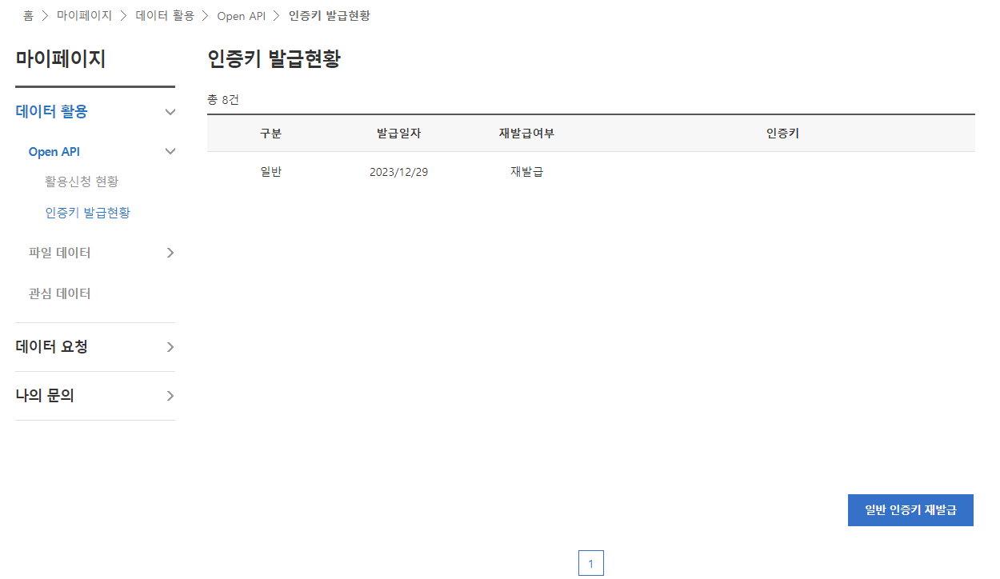 홈 > 마이페이지 > 데이터 활용 > Open API > 인증키 발급현황
마이페이지
데이터 활용
Open API
활용신청 현황
인증키 발급현황
파일 데이터
관심 데이터
데이터 요청
나의 문의
인증키 발급현황
총 8건
구분 발급일자 재발급여부 인증키
일반 2023/12/29 재발급
일반 인증키 재발급
1